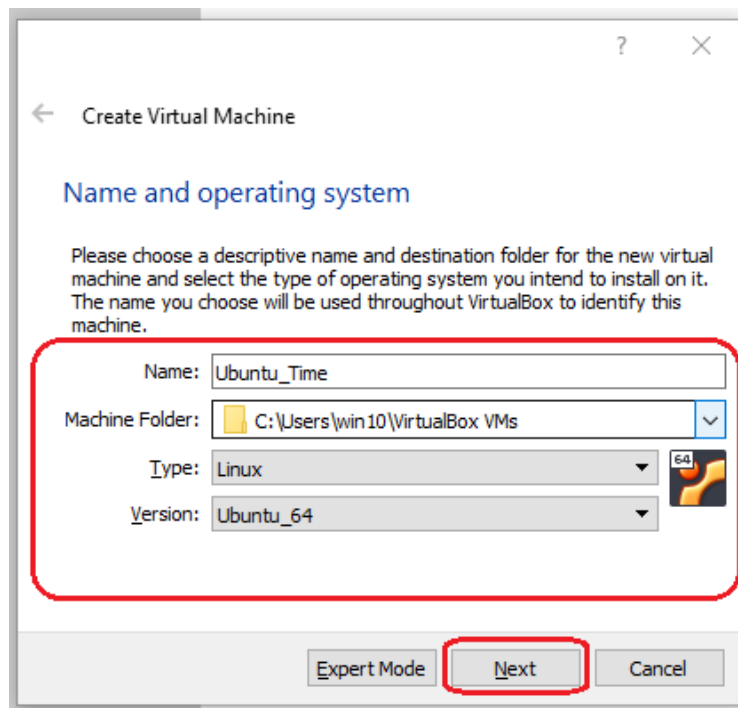 ?
Create Virtual Machine
Name and operating system
Please choose a descriptive name and destination folder for the new virtual
machine and select the type of operating system you intend to install on it.
The name you choose will be used throughout VirtualBox to identify this
machine.
Name: Ubuntu_Time
Machine Folder: C:\Users\win10\VirtualBox VMs
Type: Linux
64
Version: Ubuntu_64
Expert Mode Next Cancel